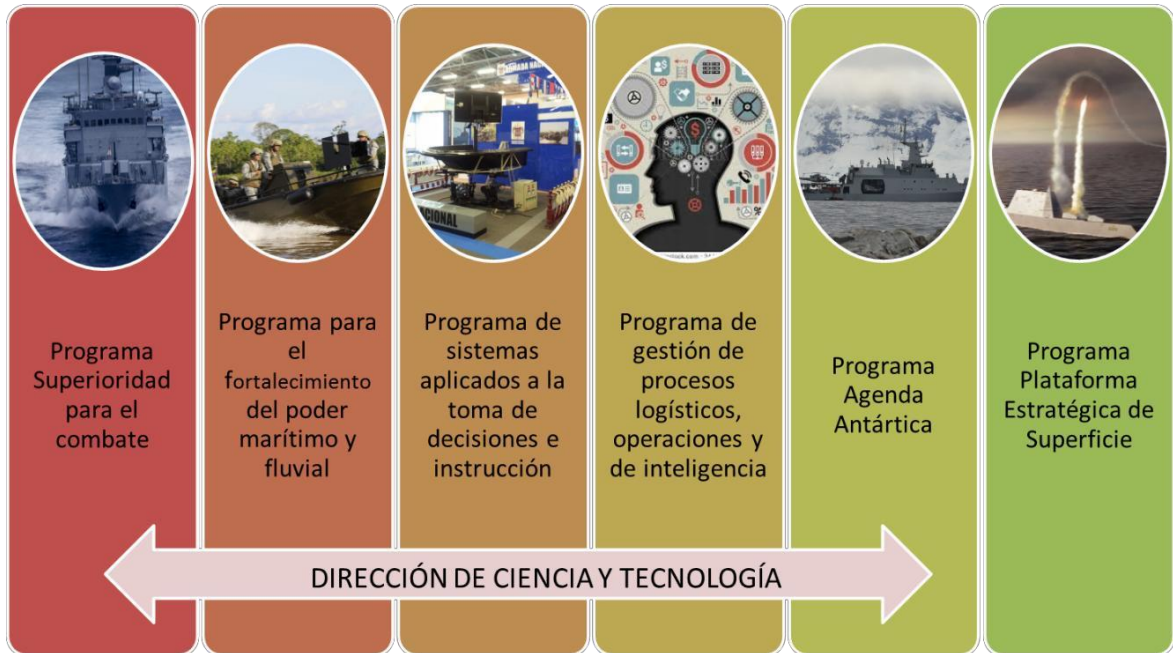 Programa
Superioridad
para el
combate
Programa para
el
fortalecimiento
del poder
marítimo y
fluvial
Programa de
sistemas
aplicados a la
toma de
decisiones e
instrucción
Programa de
gestión de
procesos
logísticos,
operaciones y
de inteligencia
Programa
Agenda
Antártica
Programa
Plataforma
Estratégica de
Superficie
DIRECCIÓN DE CIENCIA Y TECNOLOGÍA